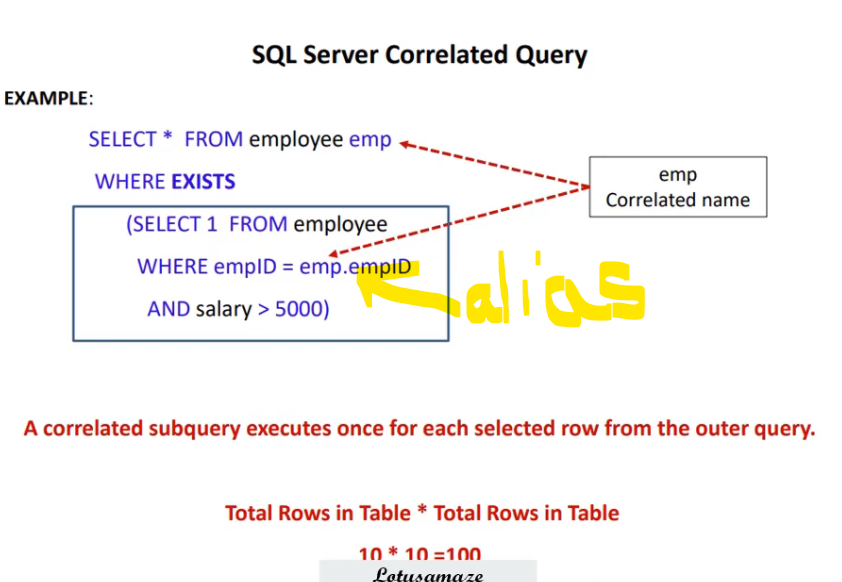 SQL Server Correlated Query
EXAMPLE:
SELECT * FROM employee emp
WHERE EXISTS
(SELECT 1 FROM employee
WHERE empID = emp.empID
AND salary > 5000)
emp
Correlated name
alias
A correlated subquery executes once for each selected row from the outer query.
Total Rows in Table * Total Rows in Table
10 * 10 =100
Lotusamaze